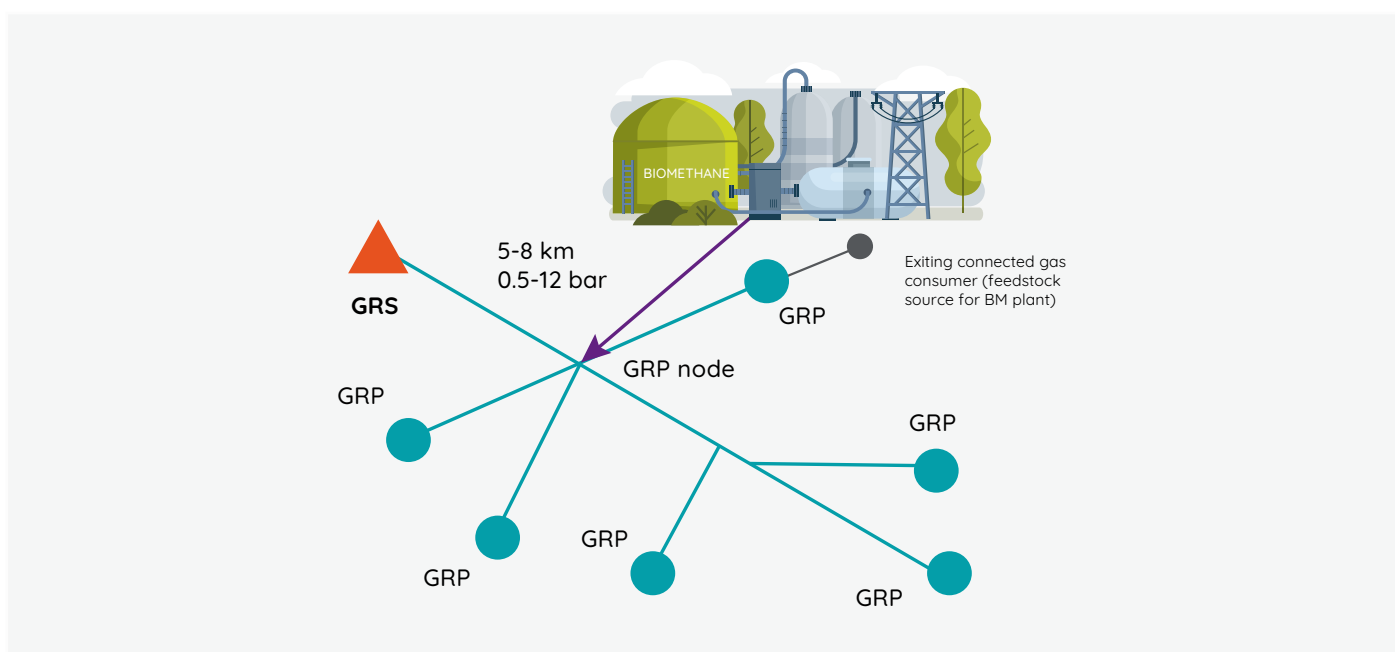 BIOMETHANE
5-8 km
0.5-12 bar
Exiting connected gas
consumer (feedstock
source for BM plant)
GRS
GRP
GRP node
GRP
GRP
GRP
GRP
GRP